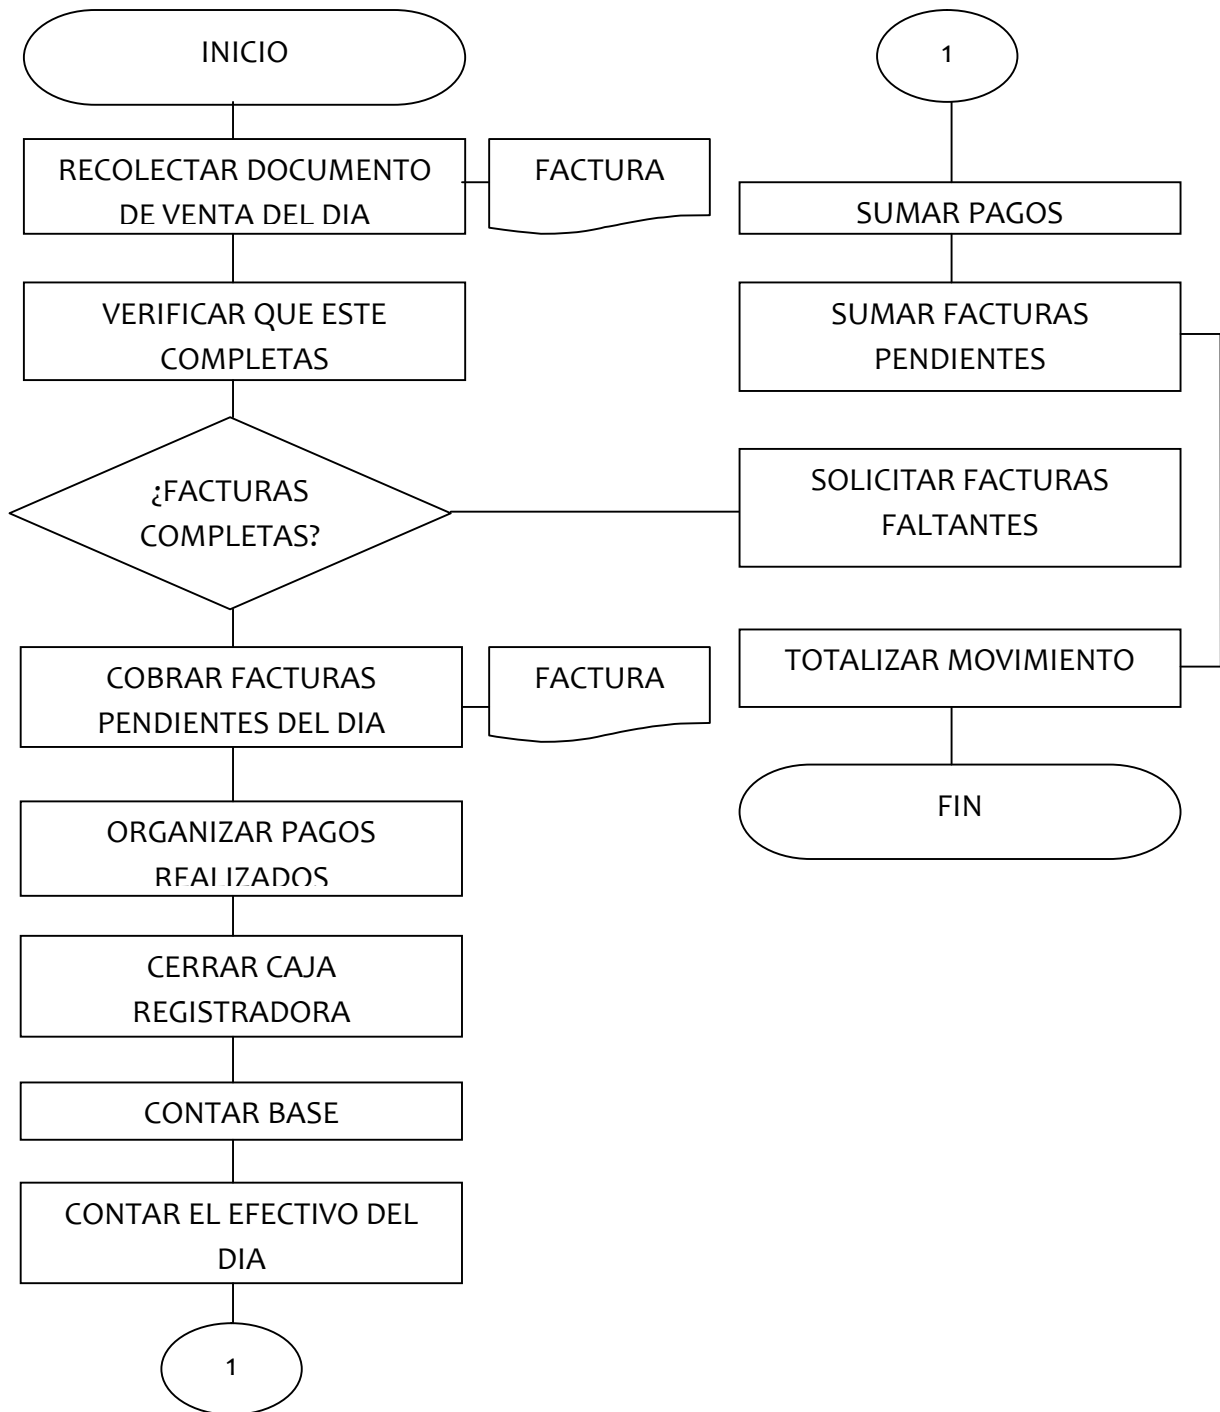 INICIO
RECOLECTAR DOCUMENTO
DE VENTA DEL DIA
FACTURA
VERIFICAR QUE ESTE
COMPLETAS
¿FACTURAS
COMPLETAS?
COBRAR FACTURAS
PENDIENTES DEL DIA
FACTURA
ORGANIZAR PAGOS
REALIZADOS
CERRAR CAJA
REGISTRADORA
CONTAR BASE
CONTAR EL EFECTIVO DEL
DIA
1
1
SUMAR PAGOS
SUMAR FACTURAS
PENDIENTES
SOLICITAR FACTURAS
FALTANTES
TOTALIZAR MOVIMIENTO
FIN